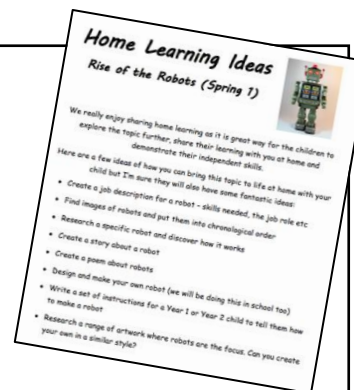 Home Learning Ideas
Rise of the Robots (Spring 1)
We really enjoy sharing home learning as it is great way for the children to
explore the topic further, share their learning with you at home and
demonstrate their independent skills.
Here are a few ideas of how you can bring this topic to life at home with your
child but I'm sure they will also have some fantastic ideas:
• Create a job description for a robot – skills needed, the job role etc
• Find images of robots and put them into chronological order
• Research a specific robot and discover how it works
• Create a story about a robot
• Create a poem about robots
• Design and make your own robot (we will be doing this in school too)
• Write a set of instructions for a Year 1 or Year 2 child to tell them how
to make a robot
• Research a range of artwork where robots are the focus. Can you create
your own in a similar style?